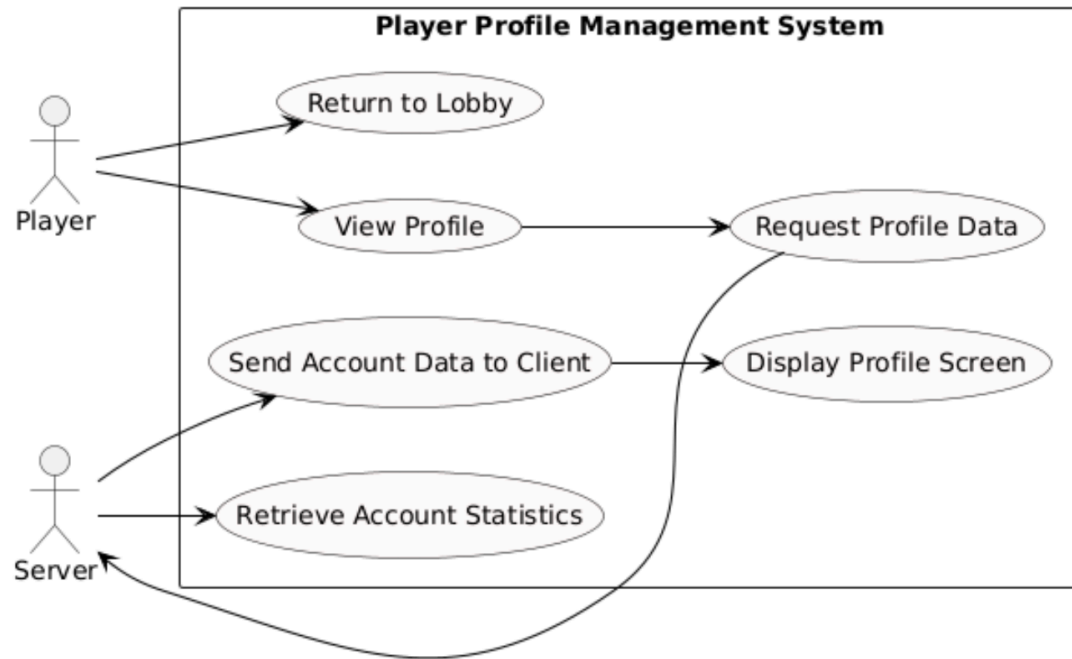 Player Profile Management System
Return to Lobby
Player
View Profile
Request Profile Data
Send Account Data to Client
Display Profile Screen
Retrieve Account Statistics
Server